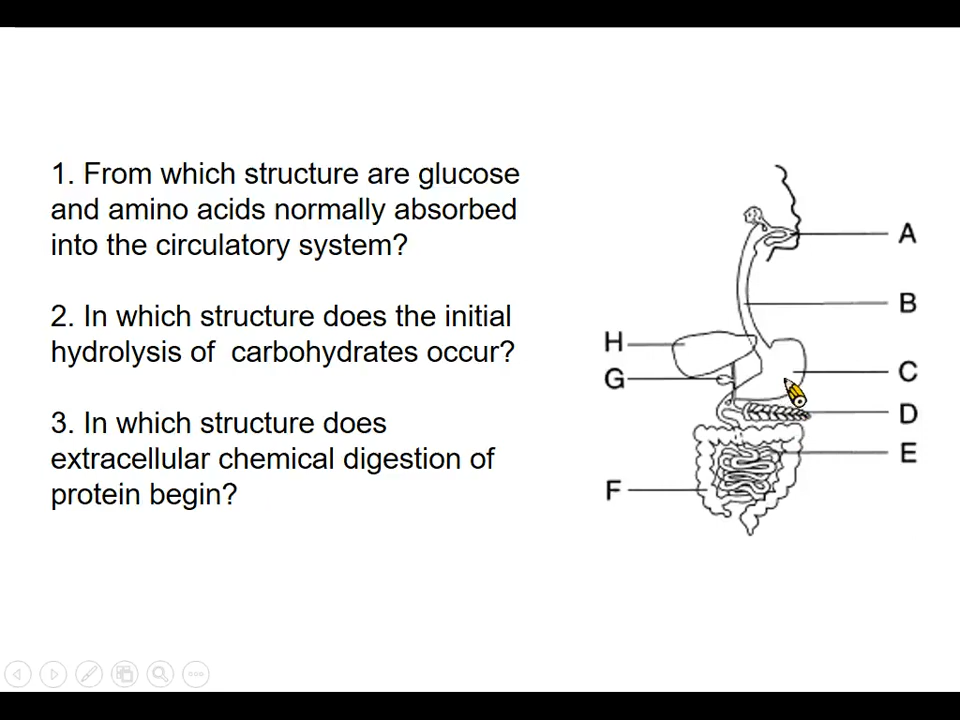 1. From which structure are glucose
and amino acids normally absorbed
into the circulatory system?
2. In which structure does the initial
hydrolysis of carbohydrates occur?
3. In which structure does
extracellular chemical digestion of
protein begin?
A
B
H
C
G
D
E
F